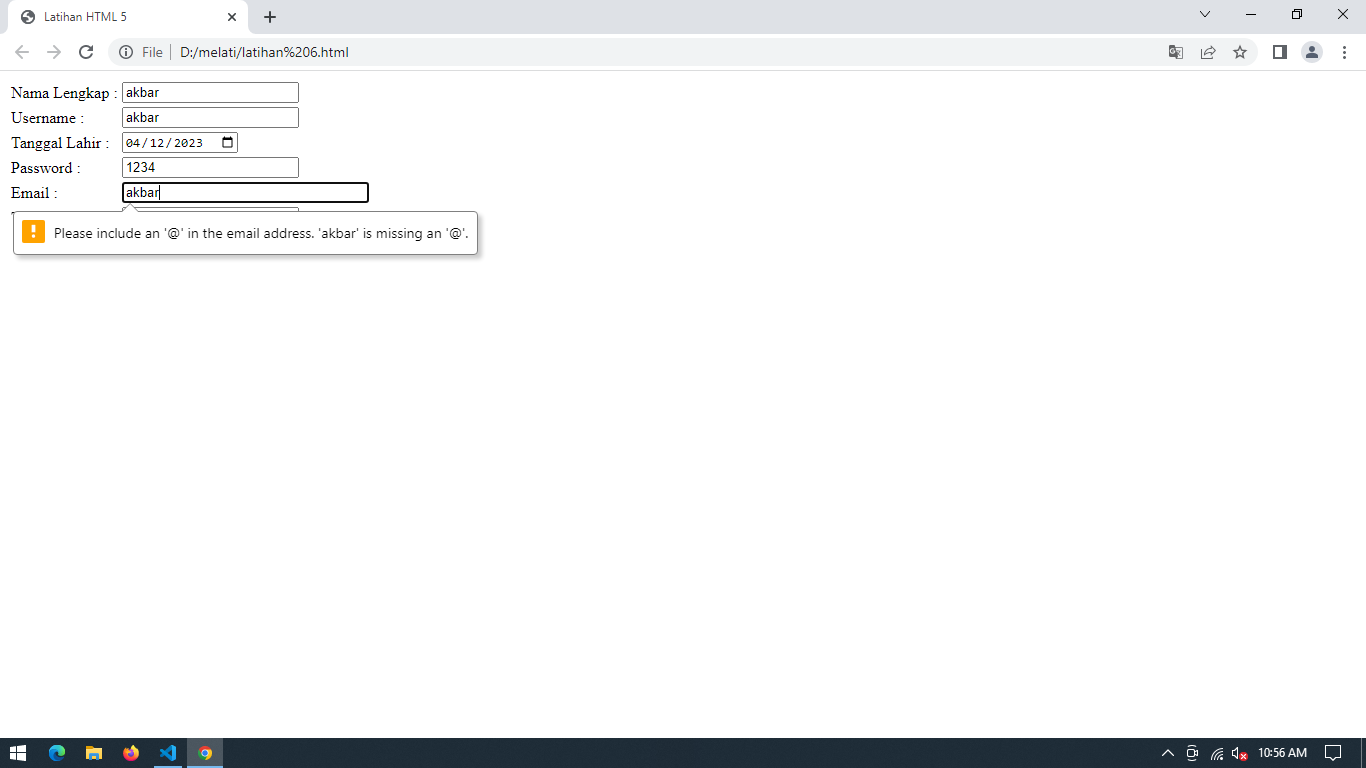 Latihan HTML 5
File D:/melati/latihan%206.html
Nama Lengkap : akbar
Username : akbar
Tanggal Lahir : 04/12/2023
Password : 1234
Email : akbar
Please include an '@' in the email address. 'akbar' is missing an '@'.
10:56 AM